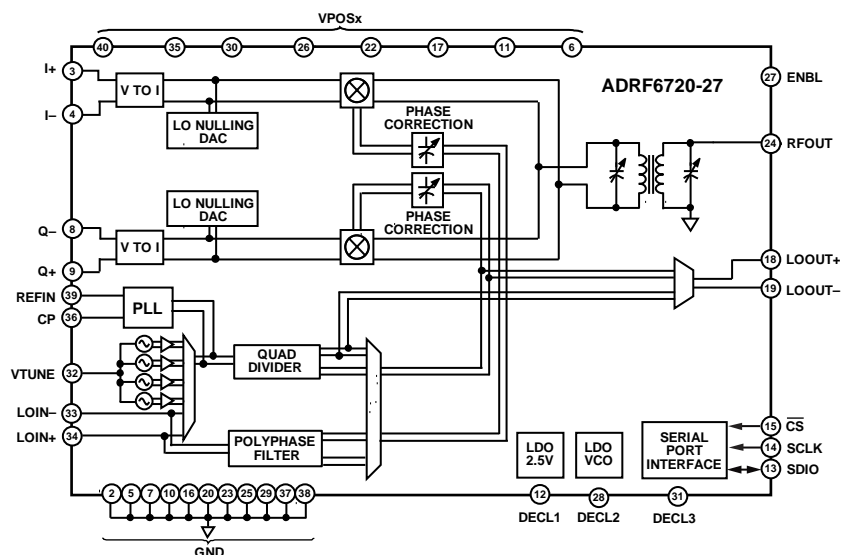 VPOSx
40 35 30 26 22 17 11 6
I+ 3
I– 4
V TO I
LO NULLING
DAC
PHASE
CORRECTION
ADRF6720-27
27 ENBL
24 RFOUT
LO NULLING
DAC
PHASE
CORRECTION
Q– 8
Q+ 9
V TO I
18 LOOUT+
19 LOOUT–
REFIN 39
CP 36
PLL
VTUNE 32
QUAD
DIVIDER
LOIN– 33
LOIN+ 34
POLYPHASE
FILTER
LDO
2.5V
LDO
VCO
SERIAL
PORT
INTERFACE
15 CS
14 SCLK
13 SDIO
2 5 7 10 16 20 23 25 29 37 38
GND
12
DECL1
28
DECL2
31
DECL3